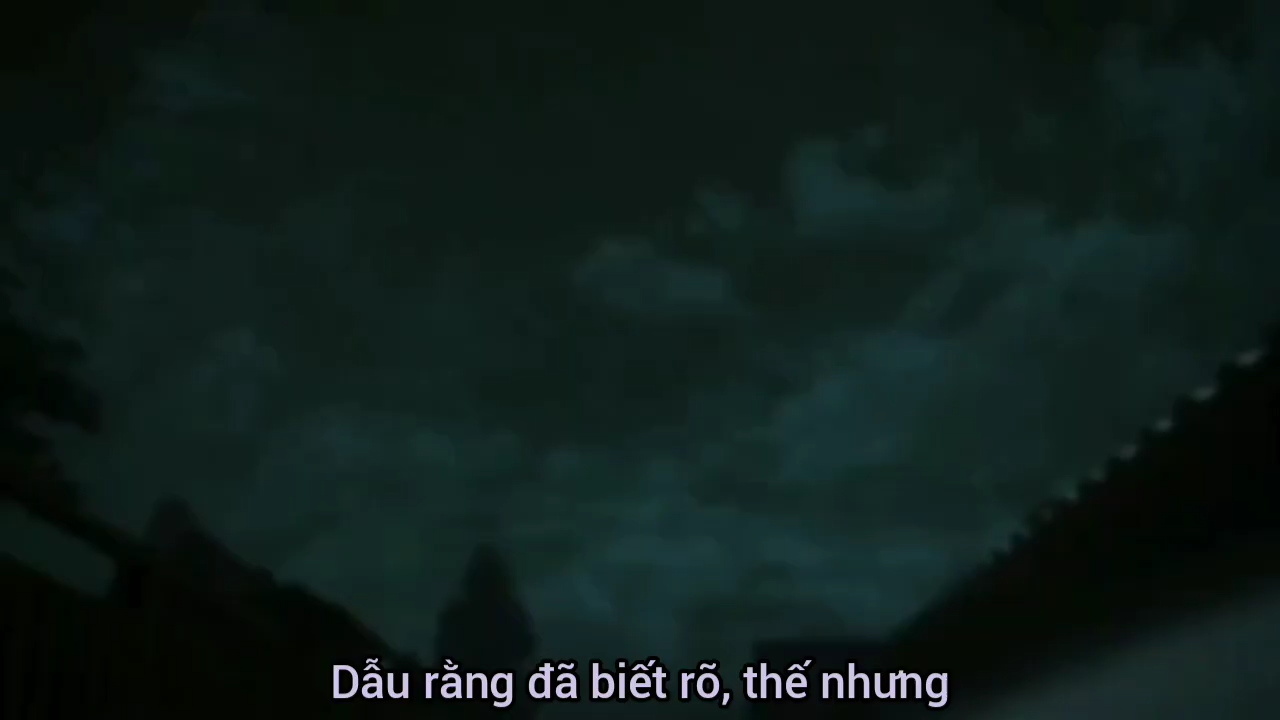 Dẫu rằng đã biết rõ, thế nhưng